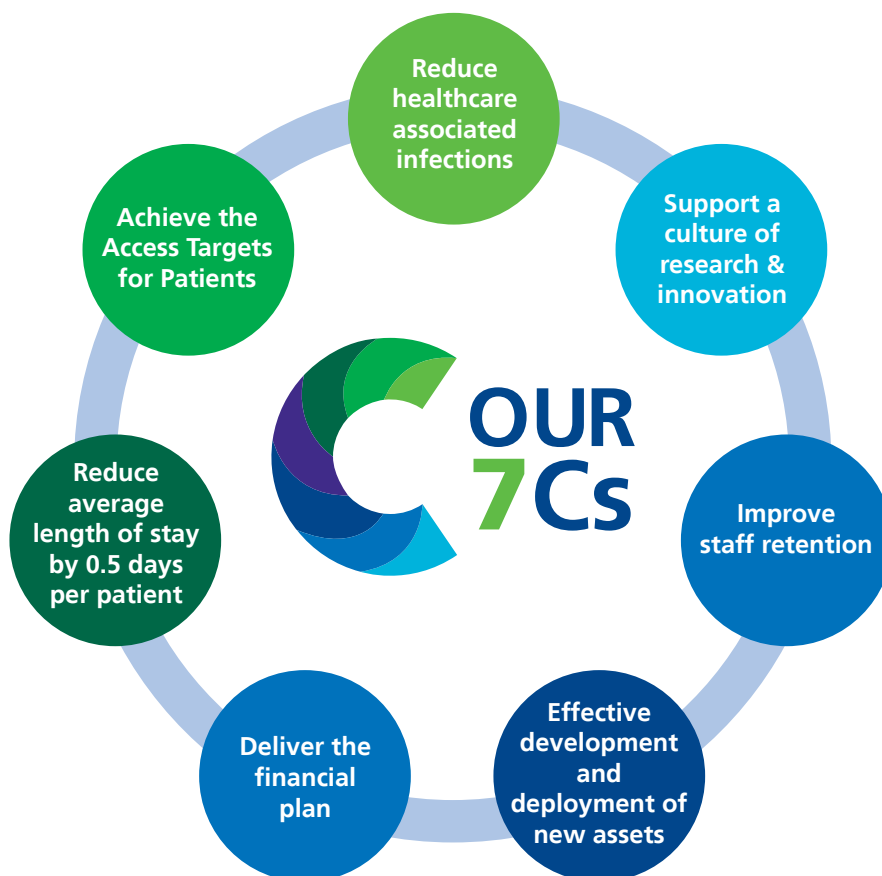 Reduce
healthcare
associated
infections
Support a
culture of
research &
innovation
Improve
staff retention
Effective
development
and
deployment of
new assets
Deliver the
financial
plan
Reduce
average
length of stay
by 0.5 days
per patient
Achieve the
Access Targets
for Patients
OUR
7Cs